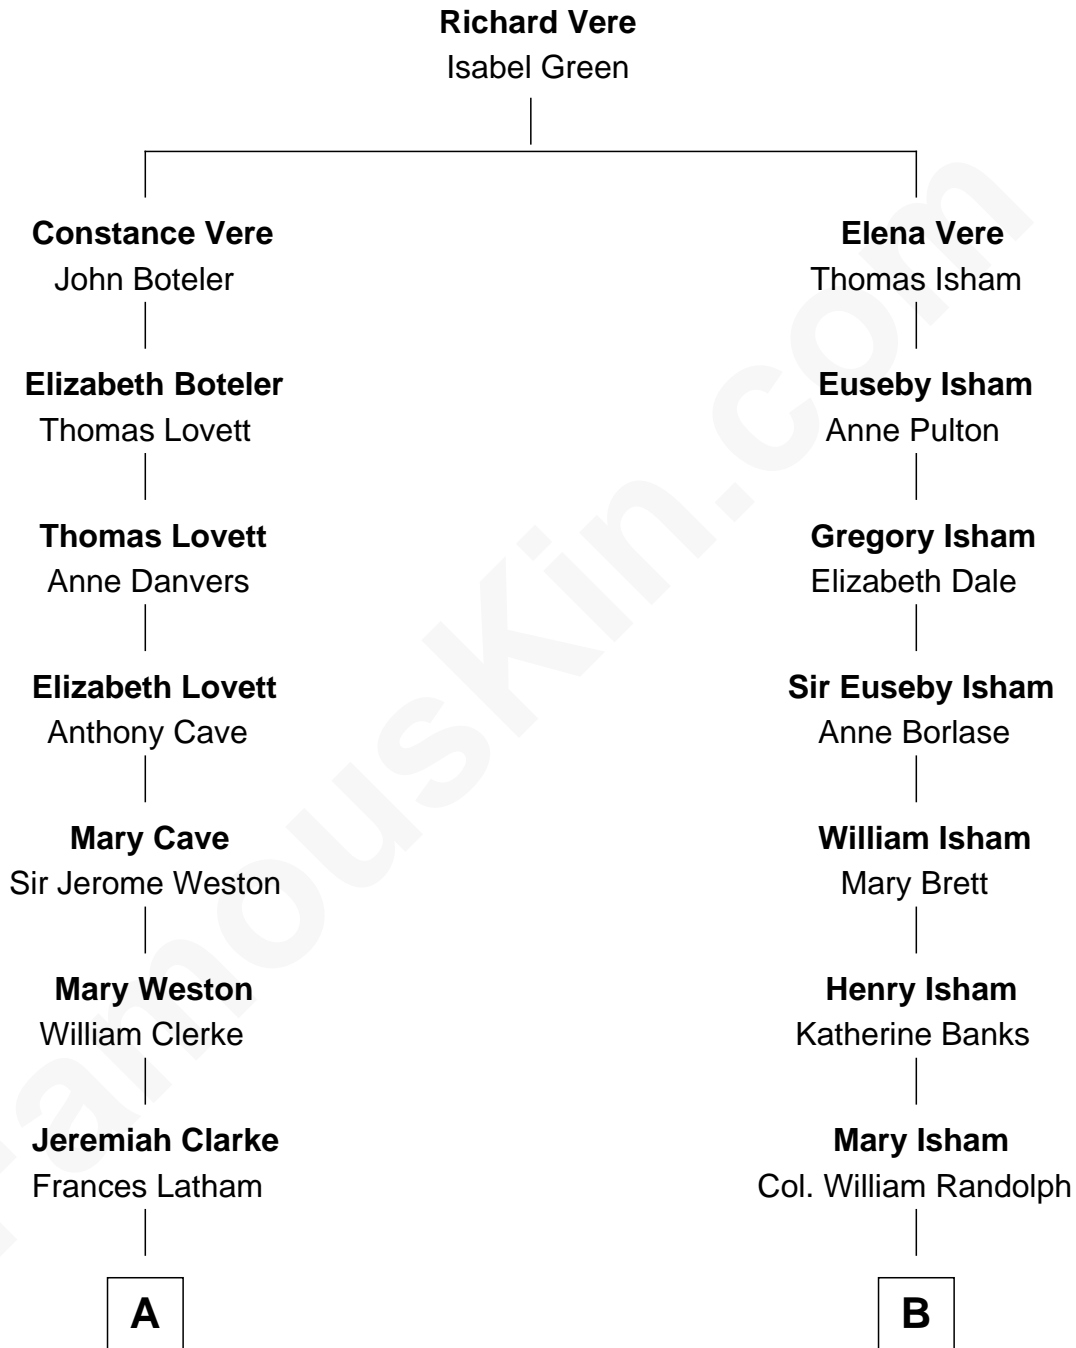 Richard Vere
Isabel Green
Constance Vere
John Boteler
Elizabeth Boteler
Thomas Lovett
Thomas Lovett
Anne Danvers
Elizabeth Lovett
Anthony Cave
Mary Cave
Sir Jerome Weston
Mary Weston
William Clerke
Jeremiah Clarke
Frances Latham
A
Elena Vere
Thomas Isham
Euseby Isham
Anne Pulton
Gregory Isham
Elizabeth Dale
Sir Euseby Isham
Anne Borlase
William Isham
Mary Brett
Henry Isham
Katherine Banks
Mary Isham
Col. William Randolph
B
FamousKin.com